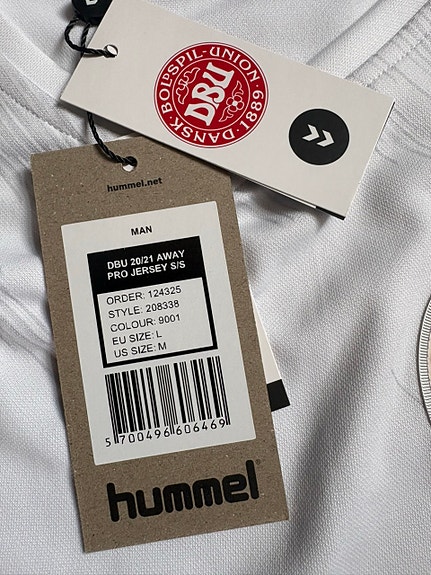 DANSK BOLDSPIL-UNION
· 1889 ·
DBU
hummel.net
MAN
DBU 20/21 AWAY
PRO JERSEY S/S
ORDER: 124325
STYLE: 208338
COLOUR: 9001
EU SIZE: L
US SIZE: M
5 700496 606469
hummel®